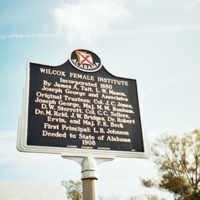 ALABAMA
WILCOX FEMALE INSTITUTE
Incorporated 1850
By James A. Tait, L.W. Mason,
Joseph George and Associates
Original Trustees: Col. J.C. Jones,
Joseph George, Maj. M.M. Bonham,
D.W. Sterrett, Col. C.C. Sellers,
Dr. M. Reid, J.W. Bridges, Dr. Robert
Ervin, and Maj. F.K. Beck
First Principal: L.B. Johnson
Deeded to State of Alabama
1908